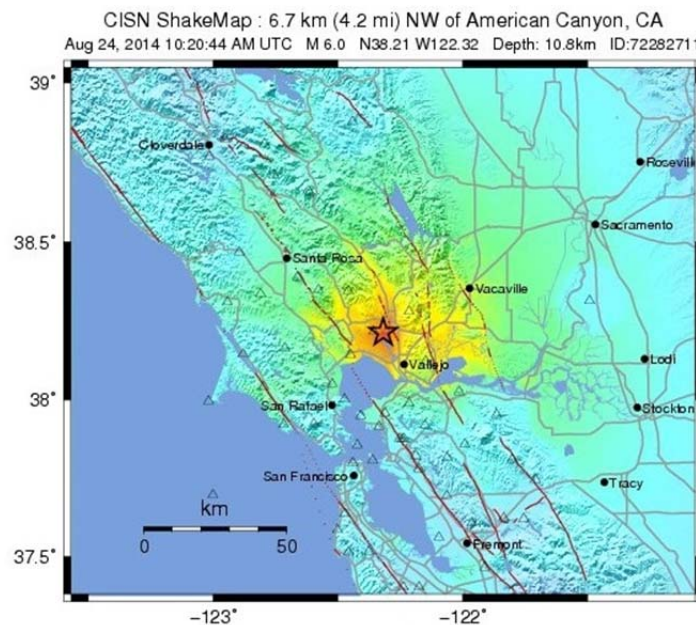 CISN ShakeMap : 6.7 km (4.2 mi) NW of American Canyon, CA
Aug 24, 2014 10:20:44 AM UTC M 6.0 N38.21 W122.32 Depth: 10.8km ID:72282711
39°
Cloverdale
Roseville
38.5°
Sacramento
Santa Rosa
Vacaville
Vallejo
Lodi
38°
San Rafael
Stockton
San Francisco
Tracy
km
0 50
37.5°
Fremont
-123° -122°